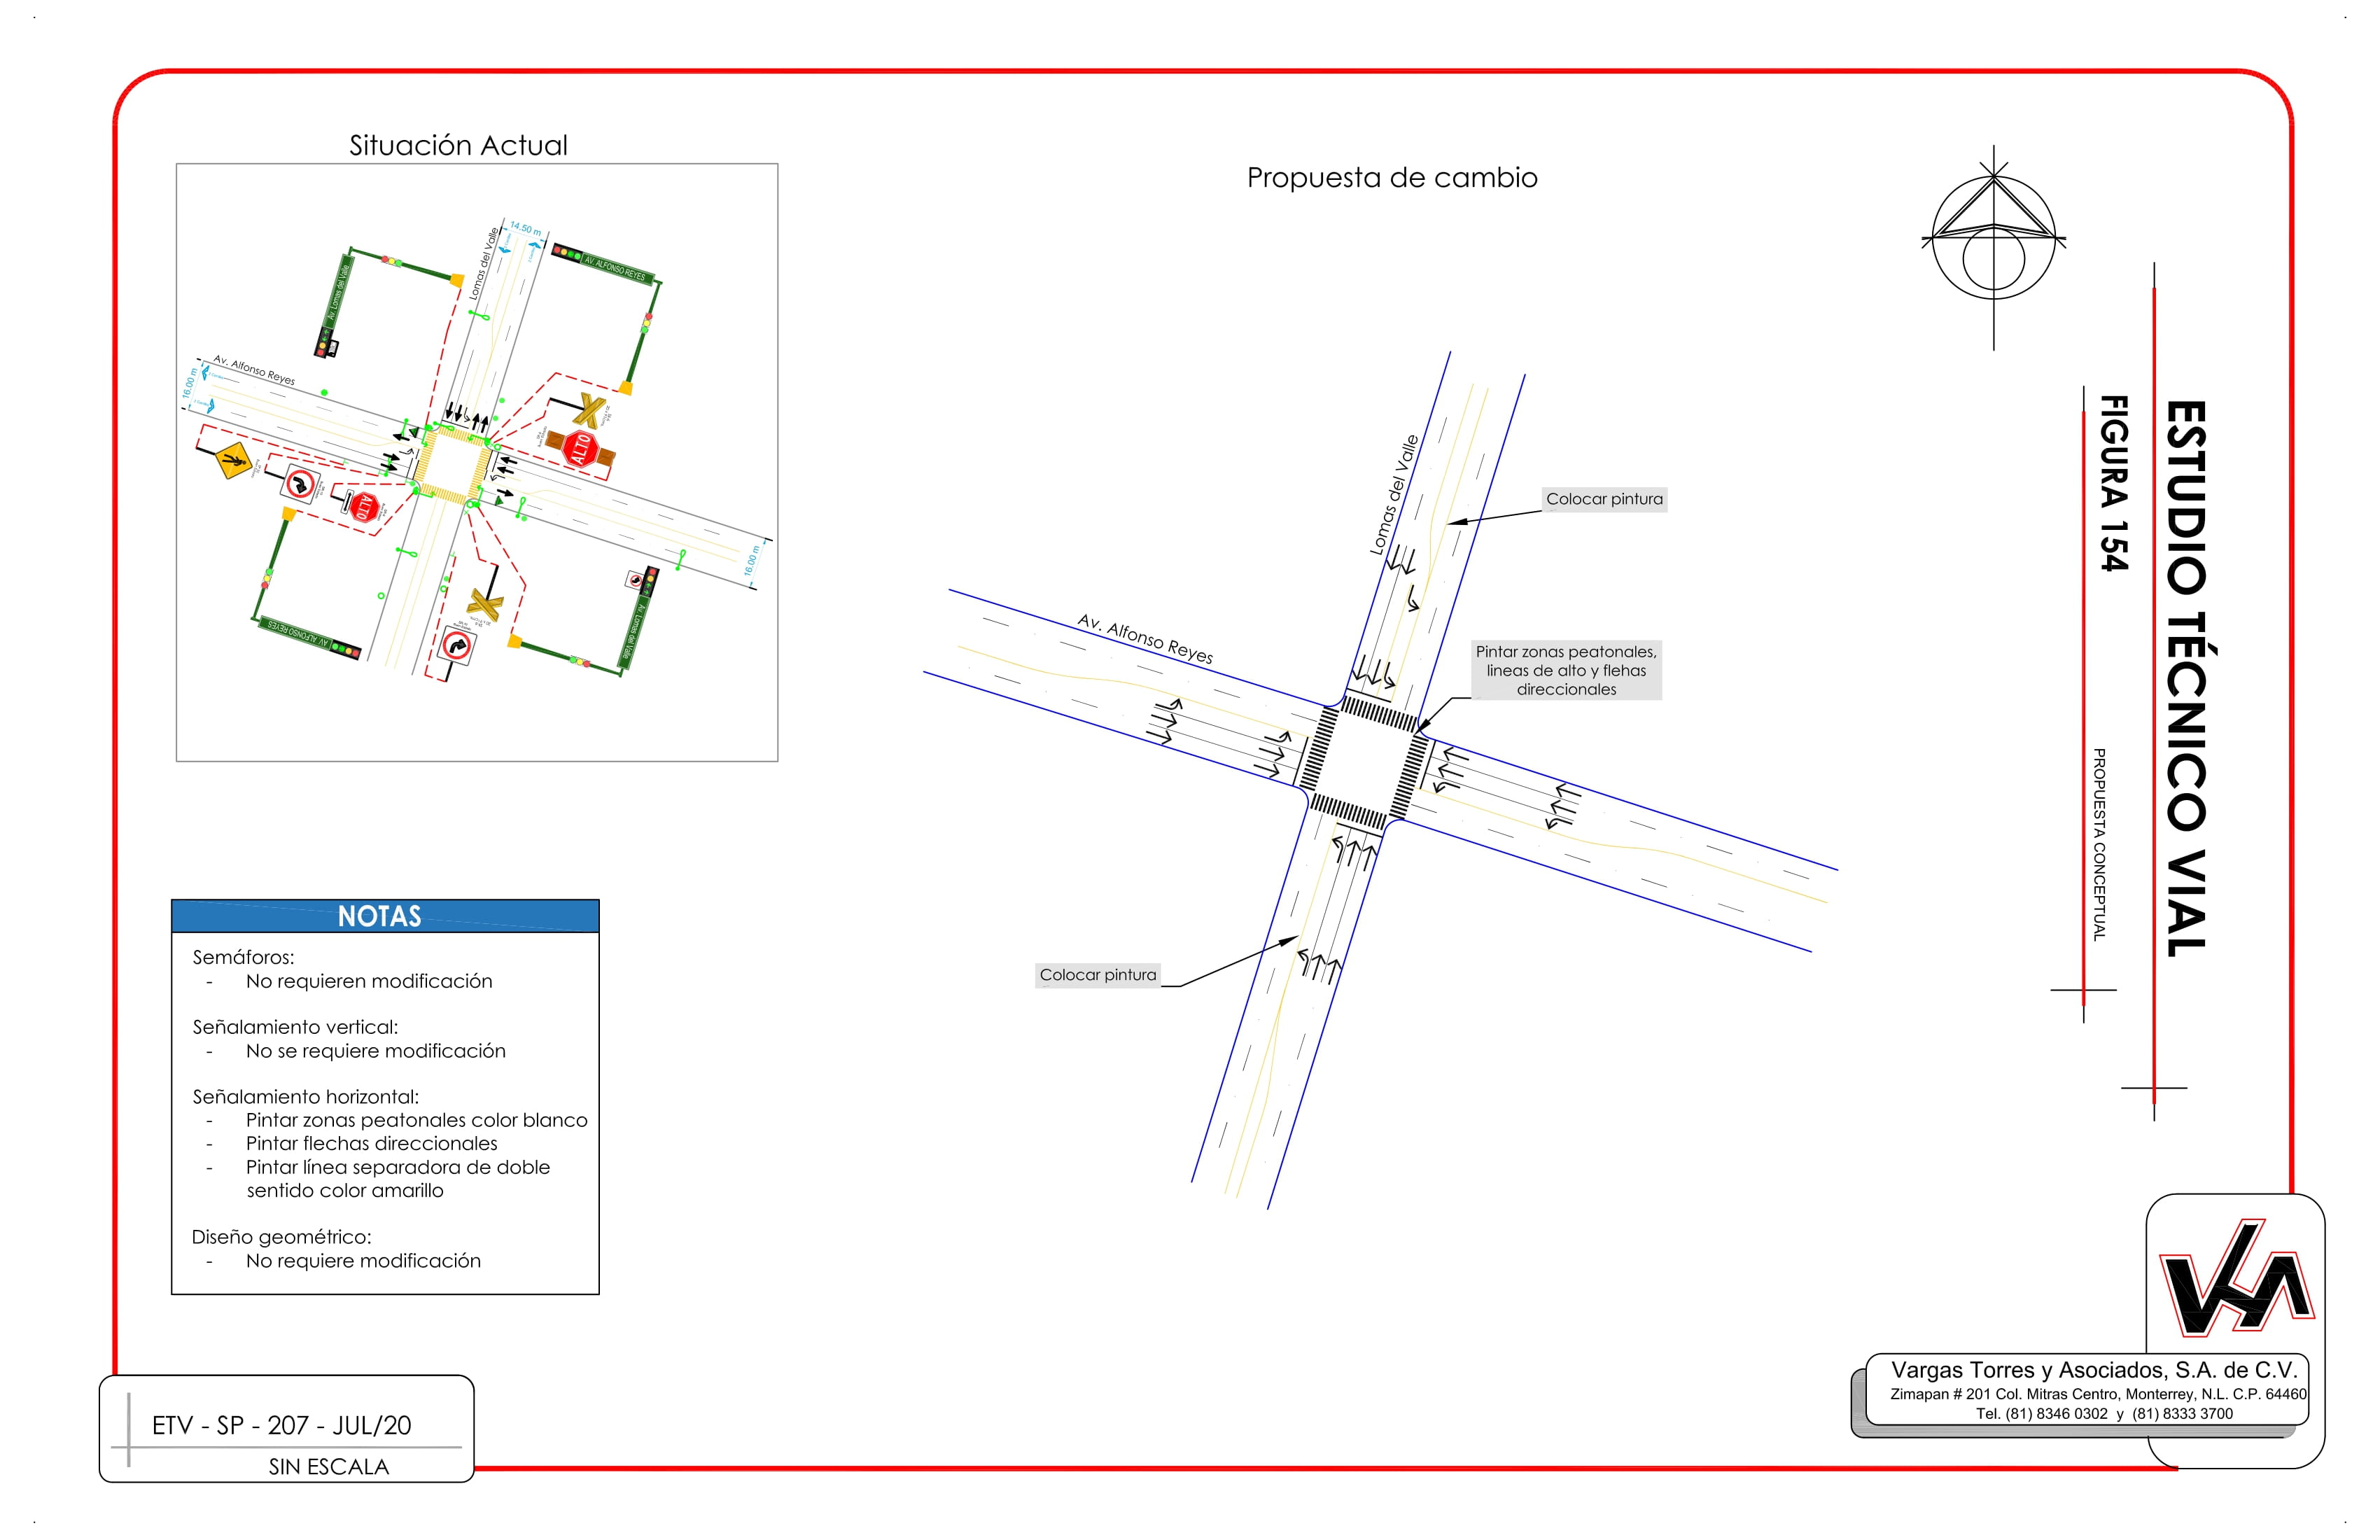 Situación Actual
14.50 m
Lomas del Valle
AV. ALFONSO REYES
Av. Lomas del Valle
Av. Alfonso Reyes
16.00 m
ALTO
ALTO
16.00 m
Av. Lomas del Valle
AV. ALFONSO REYES
Propuesta de cambio
Lomas del Valle
Colocar pintura
Av. Alfonso Reyes
Pintar zonas peatonales,
lineas de alto y flehas
direccionales
Colocar pintura
NOTAS
Semáforos:
- No requieren modificación
Señalamiento vertical:
- No se requiere modificación
Señalamiento horizontal:
- Pintar zonas peatonales color blanco
- Pintar flechas direccionales
- Pintar línea separadora de doble
sentido color amarillo
Diseño geométrico:
- No requiere modificación
ESTUDIO TÉCNICO VIAL
FIGURA 154
PROPUESTA CONCEPTUAL
ETV - SP - 207 - JUL/20
SIN ESCALA
Vargas Torres y Asociados, S.A. de C.V.
Zimapan # 201 Col. Mitras Centro, Monterrey, N.L. C.P. 64460
Tel. (81) 8346 0302 y (81) 8333 3700